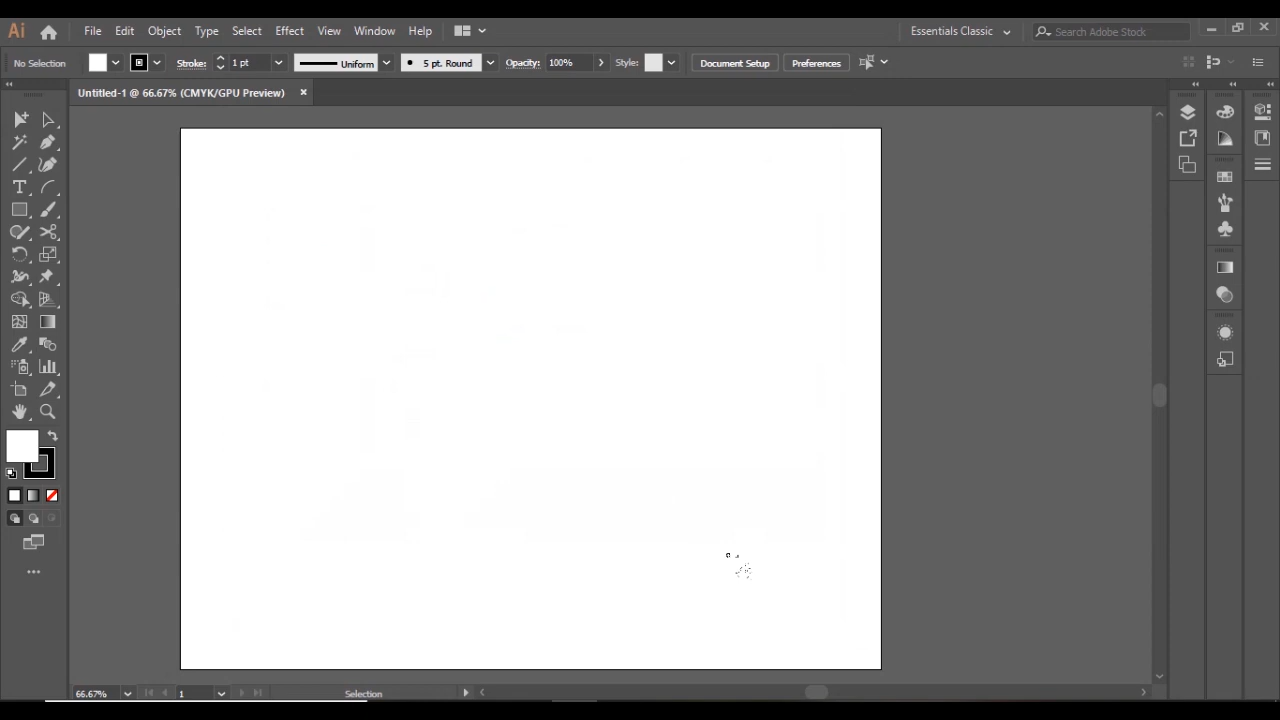 Ai File Edit Object Type Select Effect View Window Help Essentials Classic Search Adobe Stock
No Selection Stroke: 1 pt Uniform 5 pt. Round Opacity: 100% Style: Document Setup Preferences
Untitled-1 @ 66.67% (CMYK/GPU Preview)
T
66.67% 1 Selection